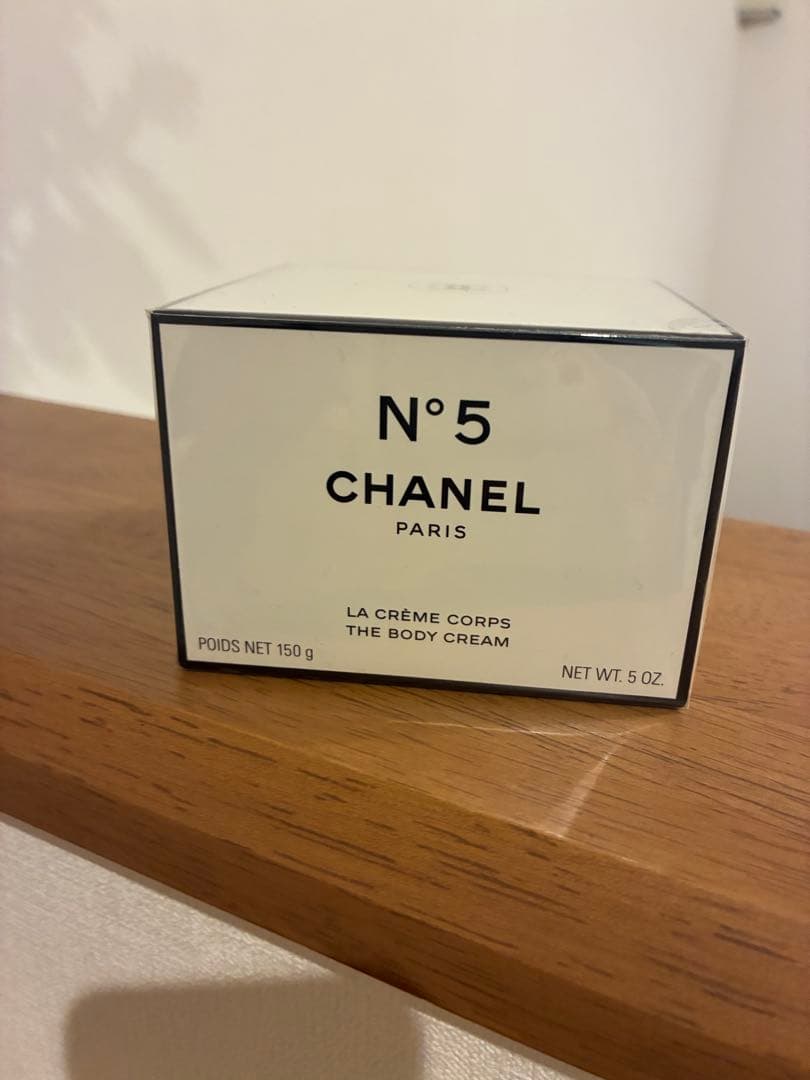 N°5
CHANEL
PARIS
LA CRÈME CORPS
THE BODY CREAM
POIDS NET 150 g
NET WT. 5 OZ.